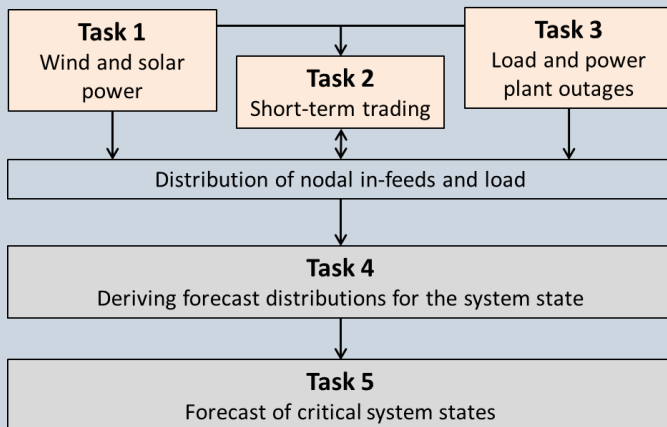 Task 1
Wind and solar
power
Task 2
Short-term trading
Task 3
Load and power
plant outages
Distribution of nodal in-feeds and load
Task 4
Deriving forecast distributions for the system state
Task 5
Forecast of critical system states